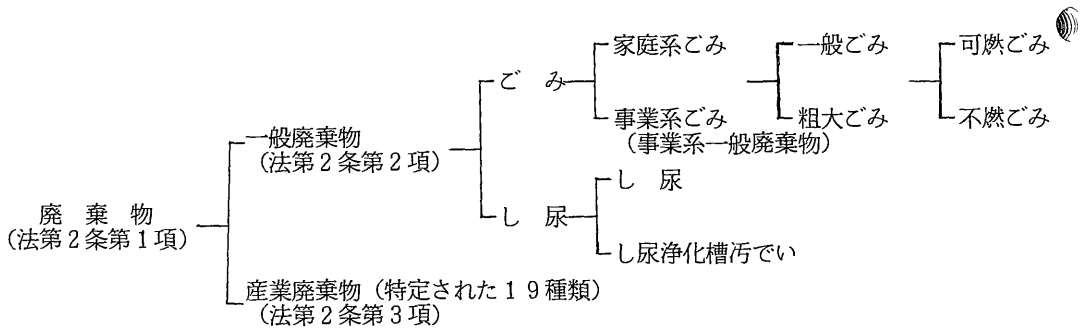 家庭系ごみ
一般ごみ
可燃ごみ
ご み
事業系ごみ
(事業系一般廃棄物)
粗大ごみ
不燃ごみ
一般廃棄物
(法第2条第2項)
し 尿
し 尿
し尿浄化槽汚でい
廃 棄 物
(法第2条第1項)
産業廃棄物(特定された19種類)
(法第2条第3項)